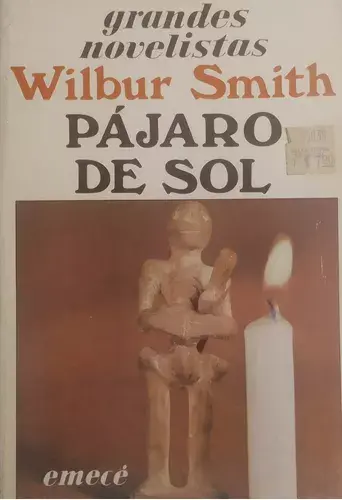 grandes
novelistas
Wilbur Smith
PÁJARO
DE SOL
emecé